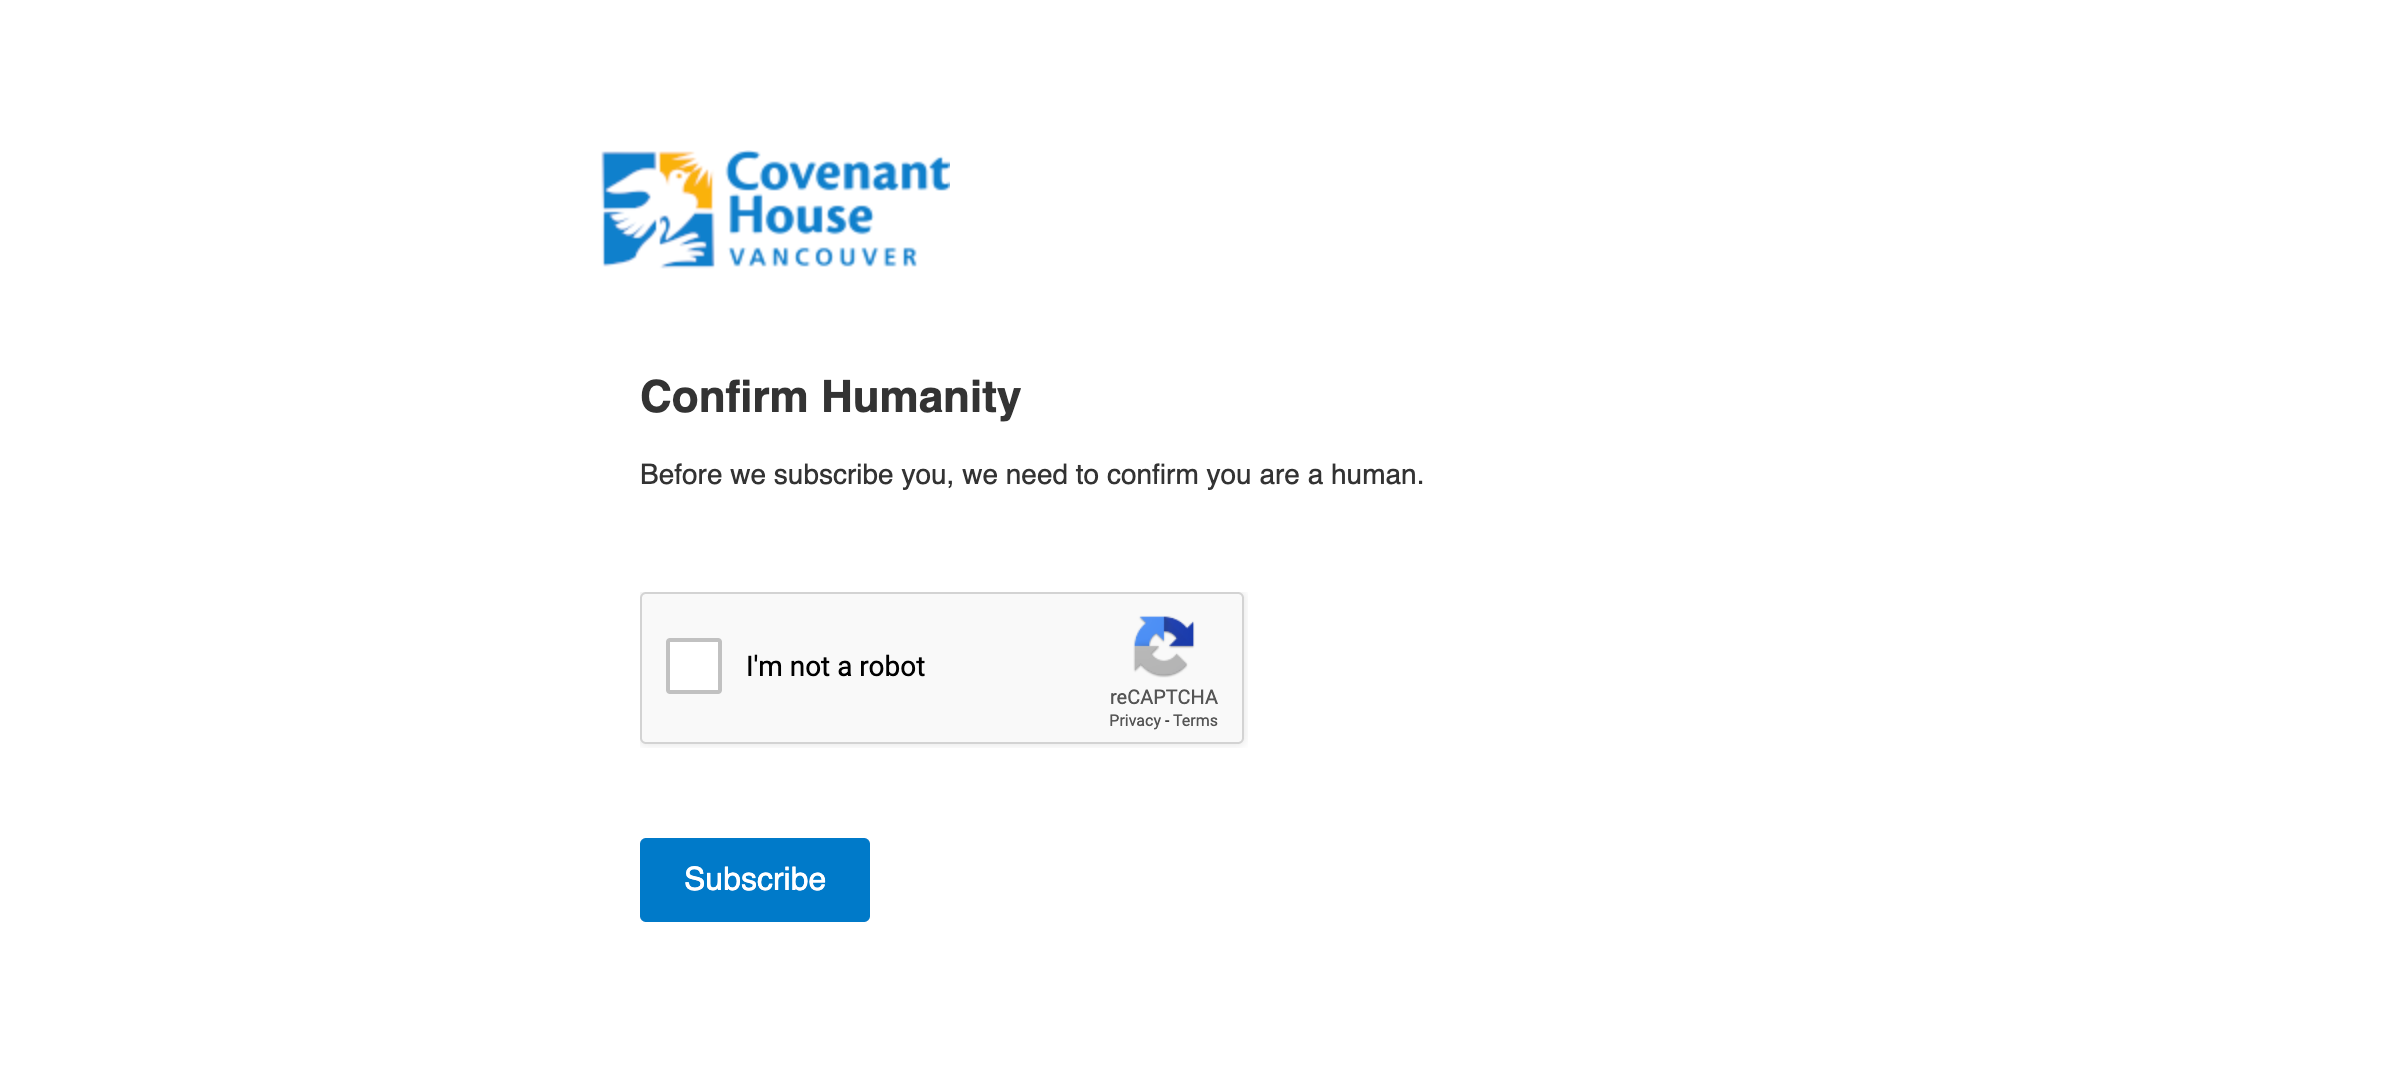 Covenant
House
VANCOUVER
Confirm Humanity
Before we subscribe you, we need to confirm you are a human.
I'm not a robot
reCAPTCHA
Privacy - Terms
Subscribe